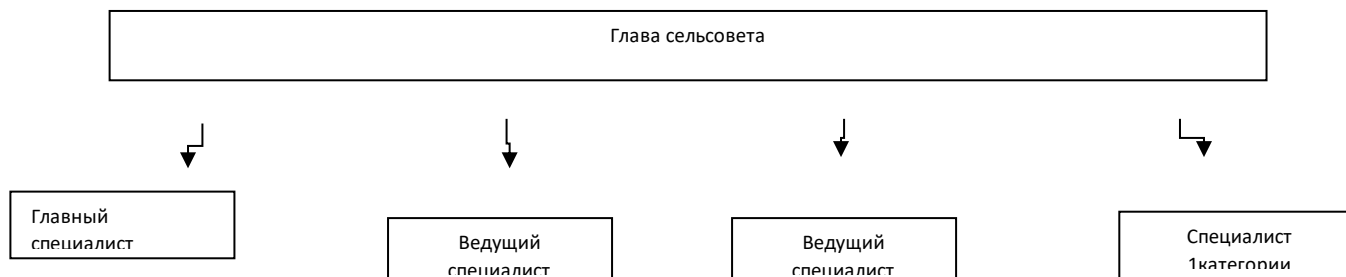 Глава сельсовета
Главный
специалист
Ведущий
специалист
Ведущий
специалист
Специалист
1категории